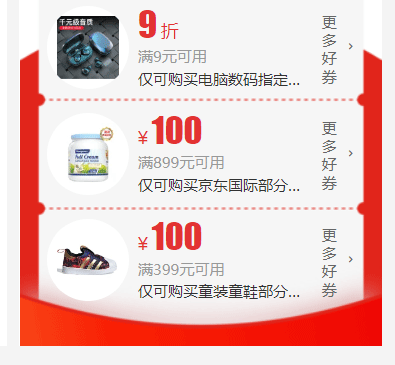 千元级音质
9折
满9元可用
仅可购买电脑数码指定...
更多好券 >
¥100
满899元可用
仅可购买京东国际部分...
更多好券 >
Full Cream
¥100
满399元可用
仅可购买童装童鞋部分...
更多好券 >